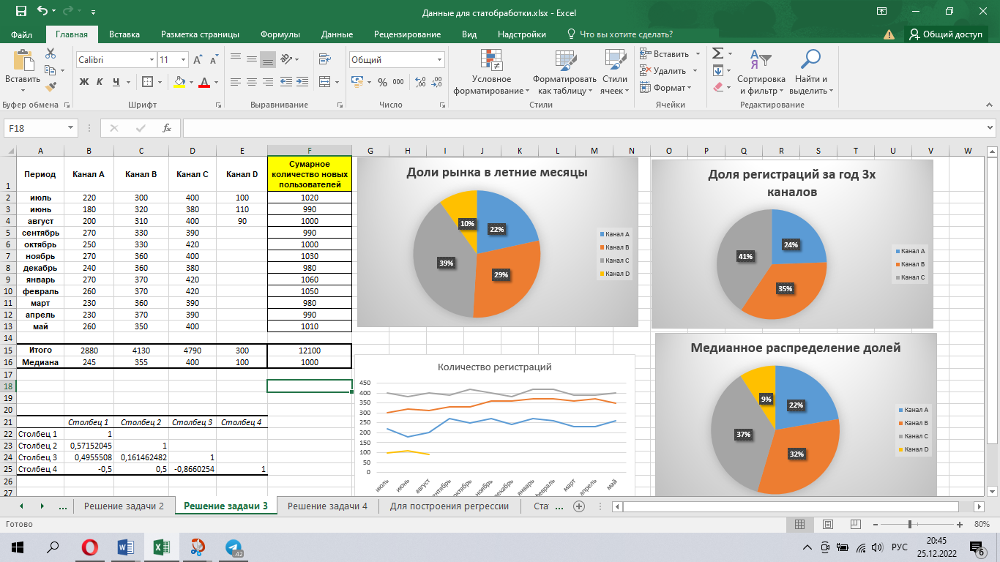 Данные для статобработки.xlsx - Excel
Файл Главная Вставка Разметка страницы Формулы Данные Рецензирование Вид Надстройки Что вы хотите сделать? Общий доступ
Calibri 11 Общий
Вставить Ж К Ч А % 000
Условное форматирование Форматировать как таблицу Стили ячеек
Вставить
Удалить
Формат
Сортировка и фильтр Найти и выделить
Буфер обмена Шрифт Выравнивание Число Стили Ячейки Редактирование
F18 fx
A B C D E F G H I J K L M N O P Q R S T U V W
1 Период Канал A Канал B Канал C Канал D Сумарное количество новых пользователей
2 июль 220 300 400 100 1020
3 июнь 180 320 380 110 990
4 август 200 310 400 90 1000
5 сентябрь 270 330 390 990
6 октябрь 250 330 420 1000
7 ноябрь 270 360 400 1030
8 декабрь 240 360 380 980
9 январь 270 370 420 1060
10 февраль 260 370 420 1050
11 март 230 360 390 980
12 апрель 230 370 390 990
13 май 260 350 400 1010
14
15 Итого 2880 4130 4790 300 12100
16 Медиана 245 355 400 100 1000
17
18
19
20
21 Столбец 1 Столбец 2 Столбец 3 Столбец 4
22 Столбец 1 1
23 Столбец 2 0,57152045 1
24 Столбец 3 0,4955508 0,161462482 1
25 Столбец 4 -0,5 0,5 -0,8660254 1
26
27
Доли рынка в летние месяцы
10% 22%
39% 29%
Канал A
Канал B
Канал C
Канал D
Доля регистраций за год 3х
каналов
41% 24%
35%
Канал A
Канал B
Канал C
Количество регистраций
450
400
350
300
250
200
150
100
50
0
июль июнь август сентябрь октябрь ноябрь декабрь январь февраль март апрель май
Медианное распределение долей
9% 22%
37% 32%
Канал A
Канал B
Канал C
Канал D
... Решение задачи 2 Решение задачи 3 Решение задачи 4 Для построения регрессии Ста ...
Готово 80%
42 РУС 20:45
25.12.2022 6